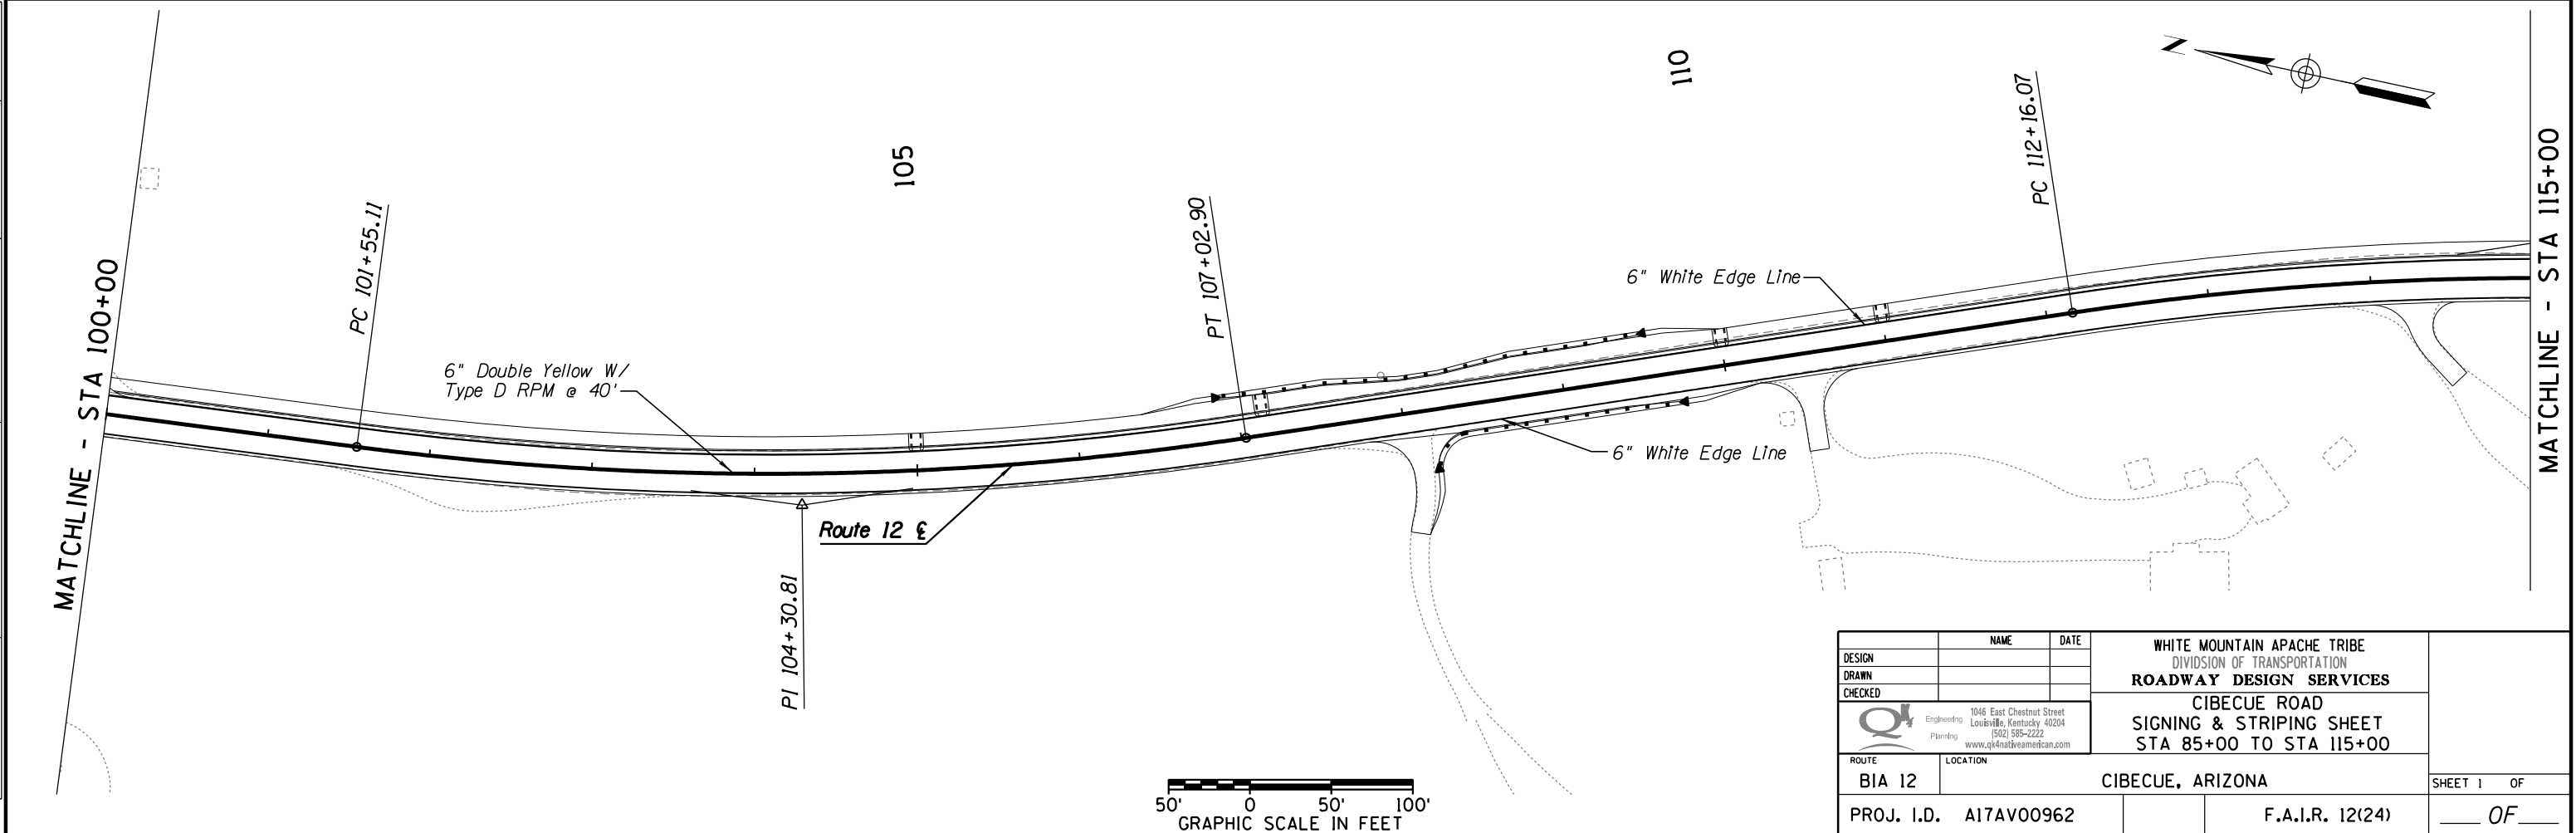 MATCHLINE - STA 100+00
PC 101+55.11
6" Double Yellow W/
Type D RPM @ 40'
105
Route 12 ℄
PI 104+30.81
PT 107+02.90
110
6" White Edge Line
6" White Edge Line
PC 112+16.07
N
MATCHLINE - STA 115+00
50' 0 50' 100'
GRAPHIC SCALE IN FEET
NAME DATE
DESIGN
DRAWN
CHECKED
WHITE MOUNTAIN APACHE TRIBE
DIVIDSION OF TRANSPORTATION
ROADWAY DESIGN SERVICES
Qk4
Engineering
Planning
1046 East Chestnut Street
Louisville, Kentucky 40204
(502) 585-2222
www.qk4nativeamerican.com
CIBECUE ROAD
SIGNING & STRIPING SHEET
STA 85+00 TO STA 115+00
ROUTE
BIA 12
LOCATION
CIBECUE, ARIZONA
SHEET 1 OF
PROJ. I.D. A17AV00962
F.A.I.R. 12(24)
____ OF ____